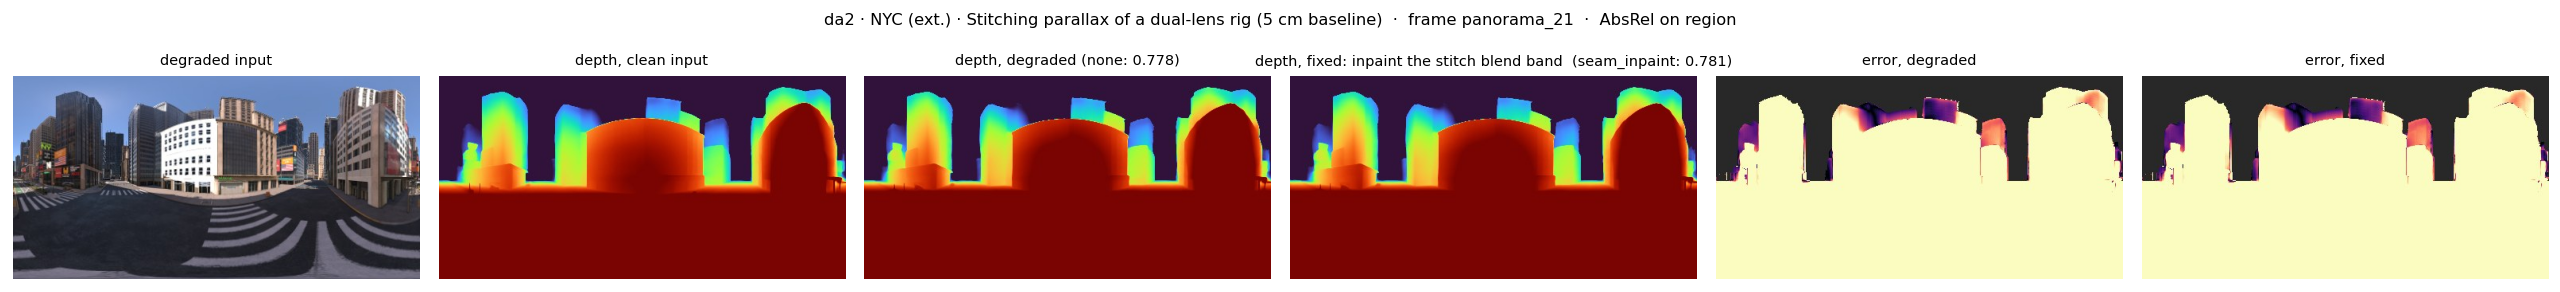 da2 · NYC (ext.) · Stitching parallax of a dual-lens rig (5 cm baseline) · frame panorama_21 · AbsRel on region
degraded input
depth, clean input
depth, degraded (none: 0.778)
depth, fixed: inpaint the stitch blend band (seam_inpaint: 0.781)
error, degraded
error, fixed